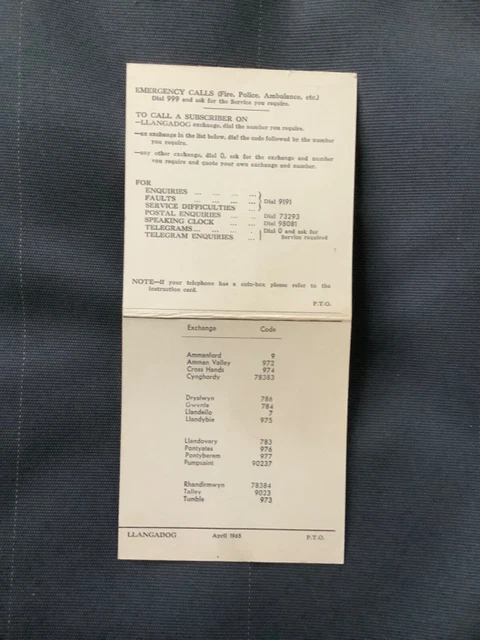 EMERGENCY CALLS (Fire, Police, Ambulance, etc.)
Dial 999 and ask for the Service you require.
TO CALL A SUBSCRIBER ON
—LLANGADOG exchange, dial the number you require.
—an exchange in the list below, dial the code followed by the number
you require.
—any other exchange, dial 0, ask for the exchange and number
you require and quote your own exchange and number.
FOR
ENQUIRIES ... ... ... ...
FAULTS ... ... ... ... Dial 9191
SERVICE DIFFICULTIES ...
POSTAL ENQUIRIES ... .. Dial 73293
SPEAKING CLOCK ... ... Dial 98081
TELEGRAMS... ... ... . Dial 0 and ask for
TELEGRAM ENQUIRIES ... Service required
NOTE—If your telephone has a coin-box please refer to the
instruction card.
P.T.O.
Exchange Code
Ammanford 9
Amman Valley 972
Cross Hands 974
Cynghordy 78383
Dryslwyn 786
Gwynfe 784
Llandeilo 7
Llandybie 975
Llandovery 783
Pontyates 976
Pontyberem 977
Pumpsaint 90237
Rhandirmwyn 78384
Talley 9023
Tumble 973
LLANGADOG April 1965 P.T.O.